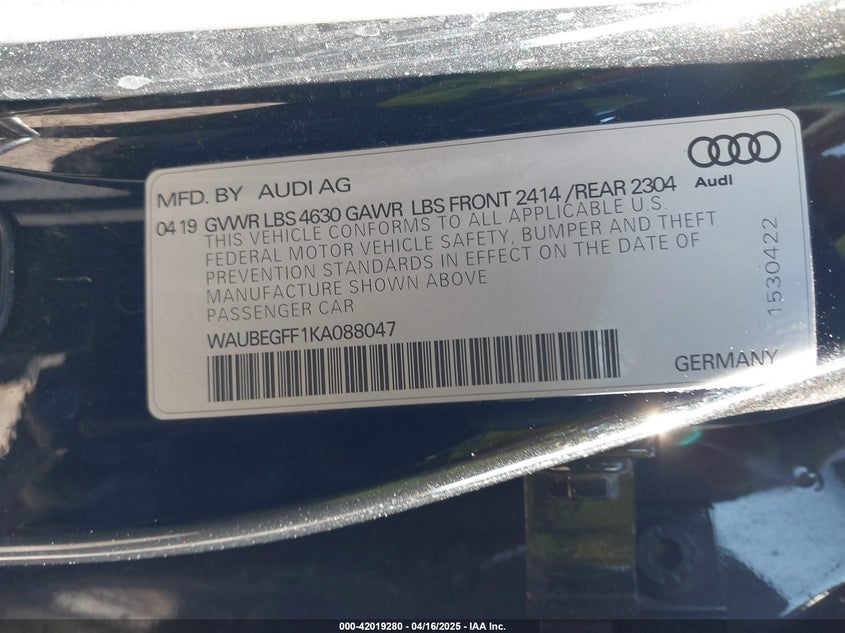 MFD. BY AUDI AG
Audi
04 19 GVWR LBS 4630 GAWR LBS FRONT 2414 /REAR 2304
THIS VEHICLE CONFORMS TO ALL APPLICABLE U.S.
FEDERAL MOTOR VEHICLE SAFETY, BUMPER AND THEFT
PREVENTION STANDARDS IN EFFECT ON THE DATE OF
MANUFACTURE SHOWN ABOVE
PASSENGER CAR
WAUBEGFF1KA088047
GERMANY
1530422
000-42019280 - 04/16/2025 - IAA Inc.